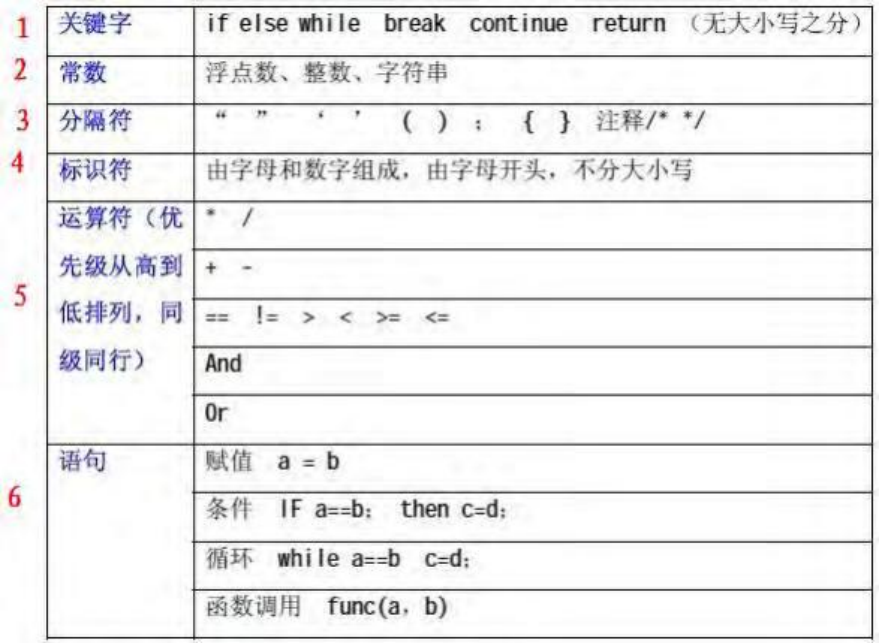 1 关键字 if else while break continue return （无大小写之分）
2 常数 浮点数、整数、字符串
3 分隔符 “ ” ‘ ’ ( ) ; { } 注释/* */
4 标识符 由字母和数字组成，由字母开头，不分大小写
运算符（优 * /
先级从高到 + -
5
低排列，同 == != > < >= <=
级同行） And
Or
语句 赋值 a = b
6
条件 IF a==b; then c=d;
循环 while a==b c=d;
函数调用 func(a, b)